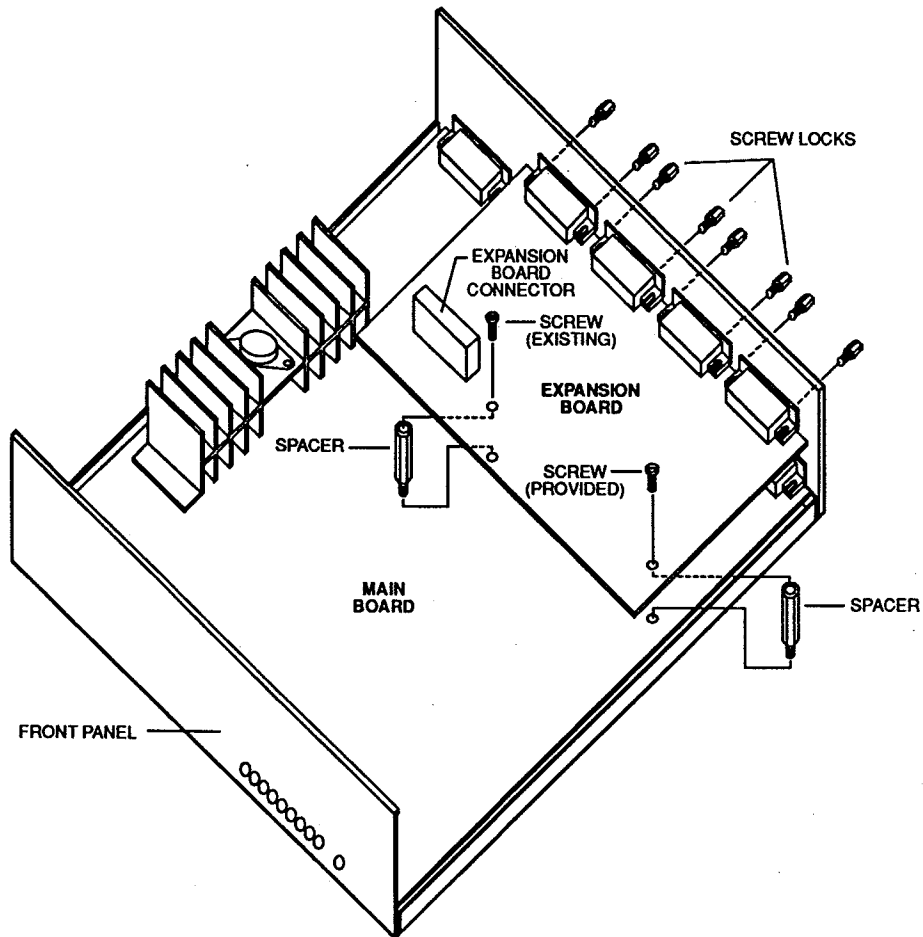 SCREW LOCKS
EXPANSION
BOARD
CONNECTOR
SCREW
(EXISTING)
EXPANSION
BOARD
SPACER
SCREW
(PROVIDED)
MAIN
BOARD
SPACER
FRONT PANEL